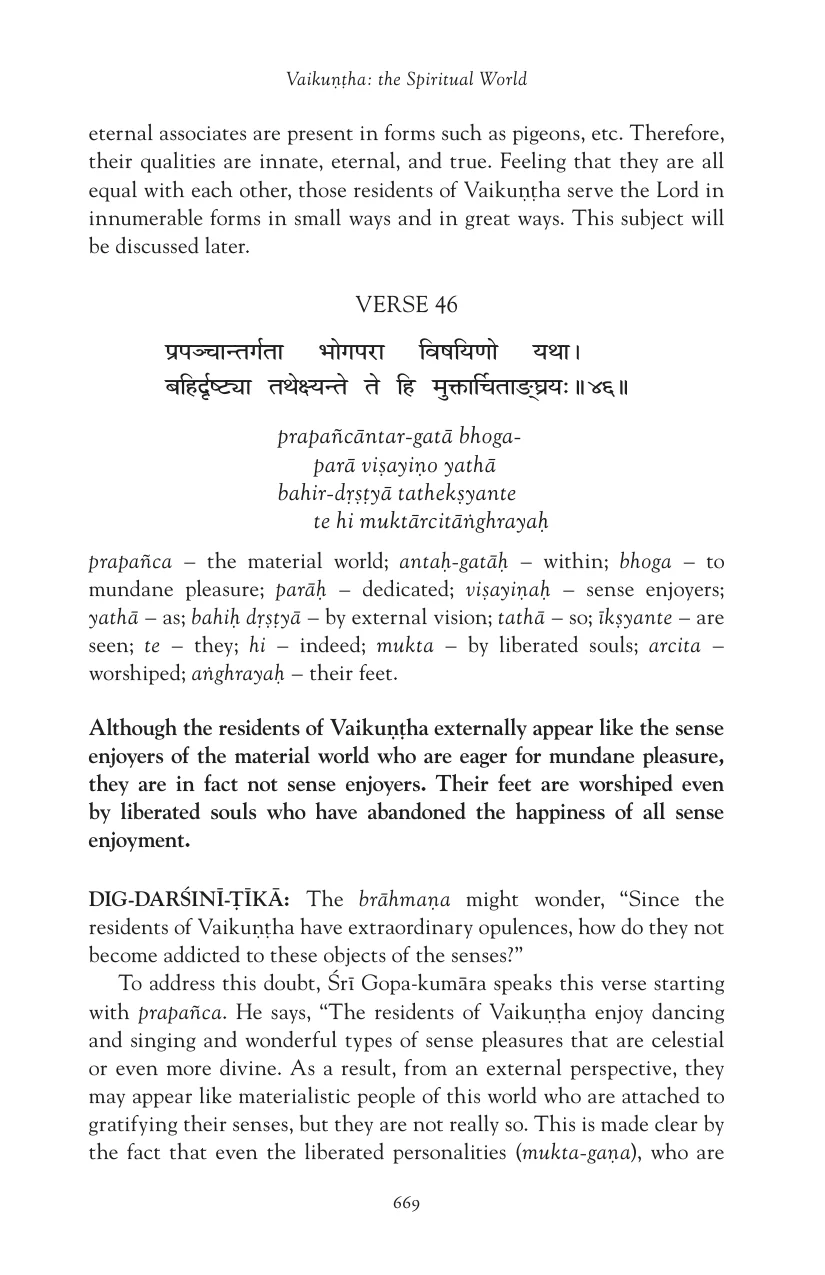 Vaikuṇṭha: the Spiritual World
eternal associates are present in forms such as pigeons, etc. Therefore,
their qualities are innate, eternal, and true. Feeling that they are all
equal with each other, those residents of Vaikuṇṭha serve the Lord in
innumerable forms in small ways and in great ways. This subject will
be discussed later.
VERSE 46
प्रपञ्चान्तर्गता भोगपरा विषयिणो यथा।
बहिर्दृष्ट्या तथेक्ष्यन्ते ते हि मुक्तार्चिताङ्घ्रयः॥४६॥
prapañcāntar-gatā bhoga-
parā viṣayiṇo yathā
bahir-dṛṣṭyā tathekṣyante
te hi muktārcitāṅghrayaḥ
prapañca – the material world; antaḥ-gatāḥ – within; bhoga – to
mundane pleasure; parāḥ – dedicated; viṣayiṇaḥ – sense enjoyers;
yathā – as; bahiḥ dṛṣṭyā – by external vision; tathā – so; īkṣyante – are
seen; te – they; hi – indeed; mukta – by liberated souls; arcita –
worshiped; aṅghrayaḥ – their feet.
Although the residents of Vaikuṇṭha externally appear like the sense
enjoyers of the material world who are eager for mundane pleasure,
they are in fact not sense enjoyers. Their feet are worshiped even
by liberated souls who have abandoned the happiness of all sense
enjoyment.
DIG-DARŚINĪ-ṬĪKĀ: The brāhmaṇa might wonder, “Since the
residents of Vaikuṇṭha have extraordinary opulences, how do they not
become addicted to these objects of the senses?”
To address this doubt, Śrī Gopa-kumāra speaks this verse starting
with prapañca. He says, “The residents of Vaikuṇṭha enjoy dancing
and singing and wonderful types of sense pleasures that are celestial
or even more divine. As a result, from an external perspective, they
may appear like materialistic people of this world who are attached to
gratifying their senses, but they are not really so. This is made clear by
the fact that even the liberated personalities (mukta-gaṇa), who are
669